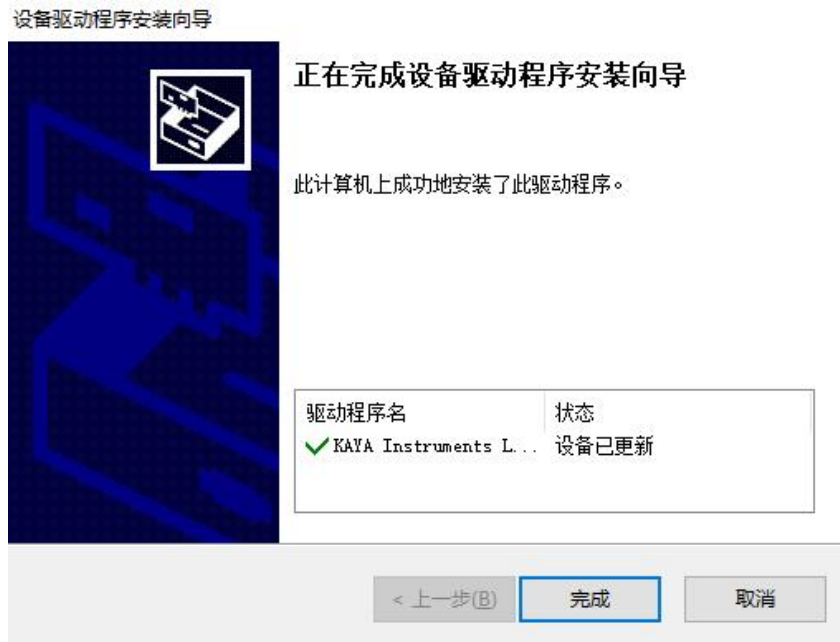 设备驱动程序安装向导
正在完成设备驱动程序安装向导
此计算机上成功地安装了此驱动程序。
驱动程序名 状态
KAYA Instruments L... 设备已更新
< 上一步(B) 完成 取消